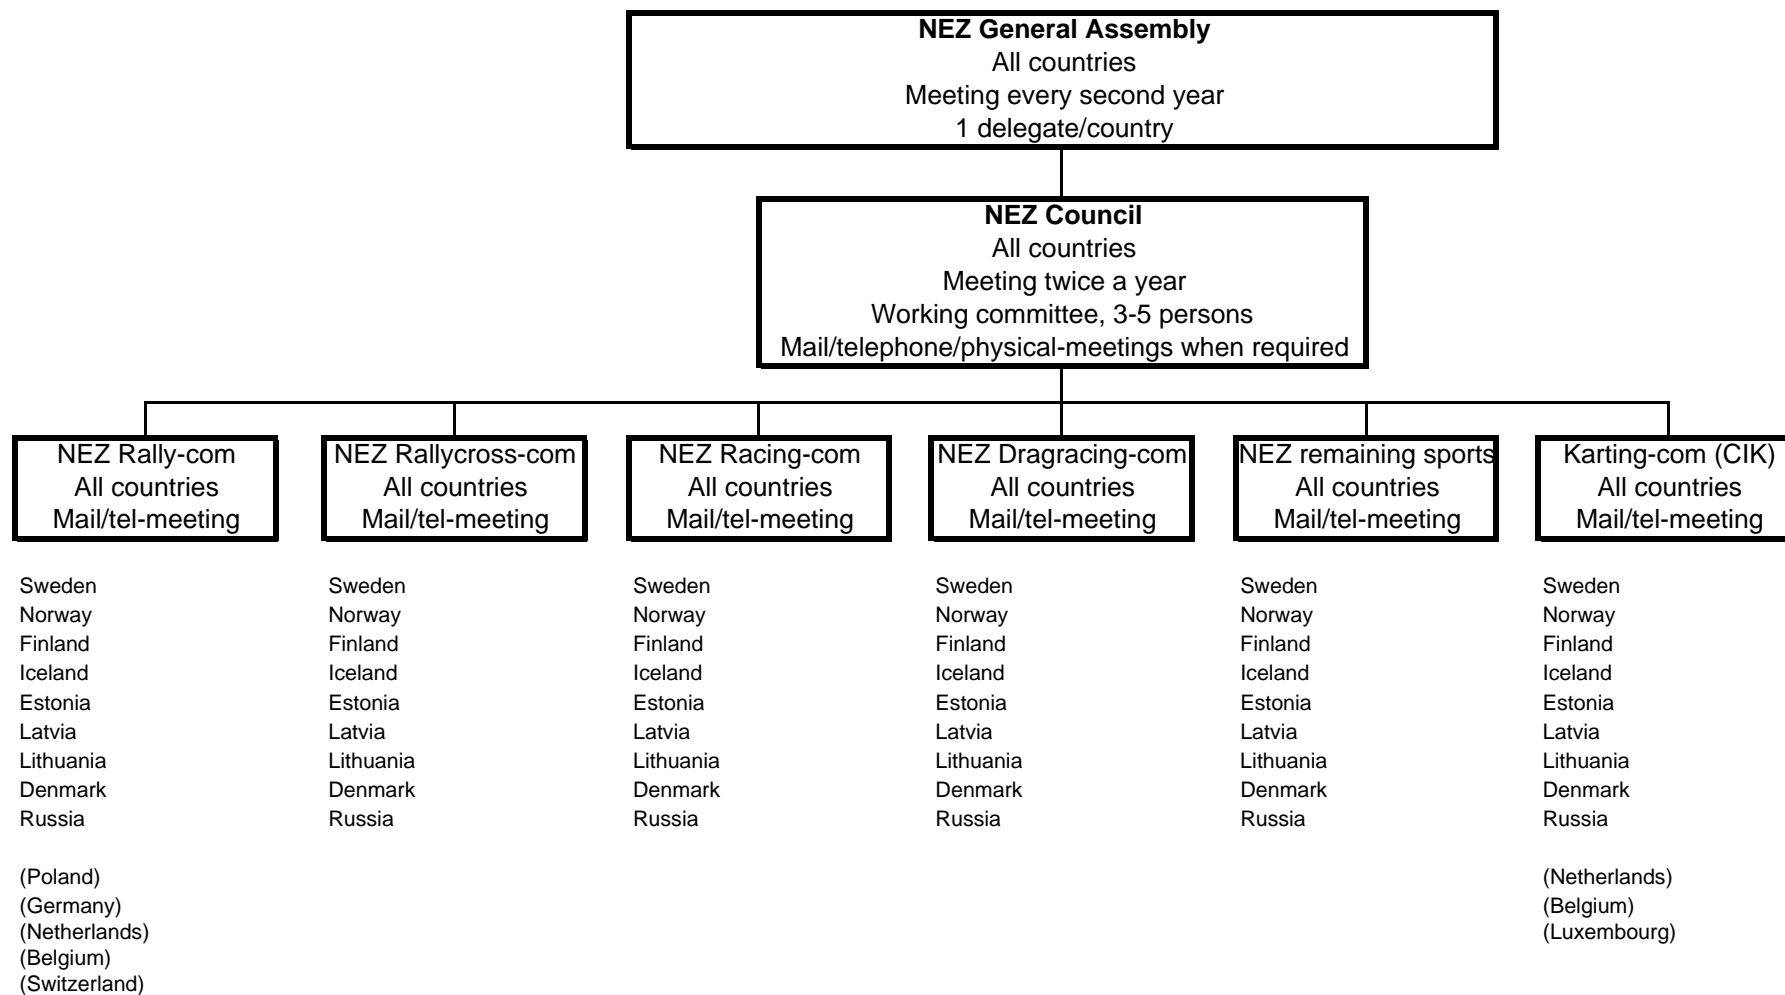 NEZ General Assembly
All countries
Meeting every second year
1 delegate/country
NEZ Council
All countries
Meeting twice a year
Working committee, 3-5 persons
Mail/telephone/physical-meetings when required
NEZ Rally-com
All countries
Mail/tel-meeting
NEZ Rallycross-com
All countries
Mail/tel-meeting
NEZ Racing-com
All countries
Mail/tel-meeting
NEZ Dragracing-com
All countries
Mail/tel-meeting
NEZ remaining sports
All countries
Mail/tel-meeting
Karting-com (CIK)
All countries
Mail/tel-meeting
Sweden
Norway
Finland
Iceland
Estonia
Latvia
Lithuania
Denmark
Russia
(Poland)
(Germany)
(Netherlands)
(Belgium)
(Switzerland)
Sweden
Norway
Finland
Iceland
Estonia
Latvia
Lithuania
Denmark
Russia
Sweden
Norway
Finland
Iceland
Estonia
Latvia
Lithuania
Denmark
Russia
Sweden
Norway
Finland
Iceland
Estonia
Latvia
Lithuania
Denmark
Russia
Sweden
Norway
Finland
Iceland
Estonia
Latvia
Lithuania
Denmark
Russia
Sweden
Norway
Finland
Iceland
Estonia
Latvia
Lithuania
Denmark
Russia
(Netherlands)
(Belgium)
(Luxembourg)